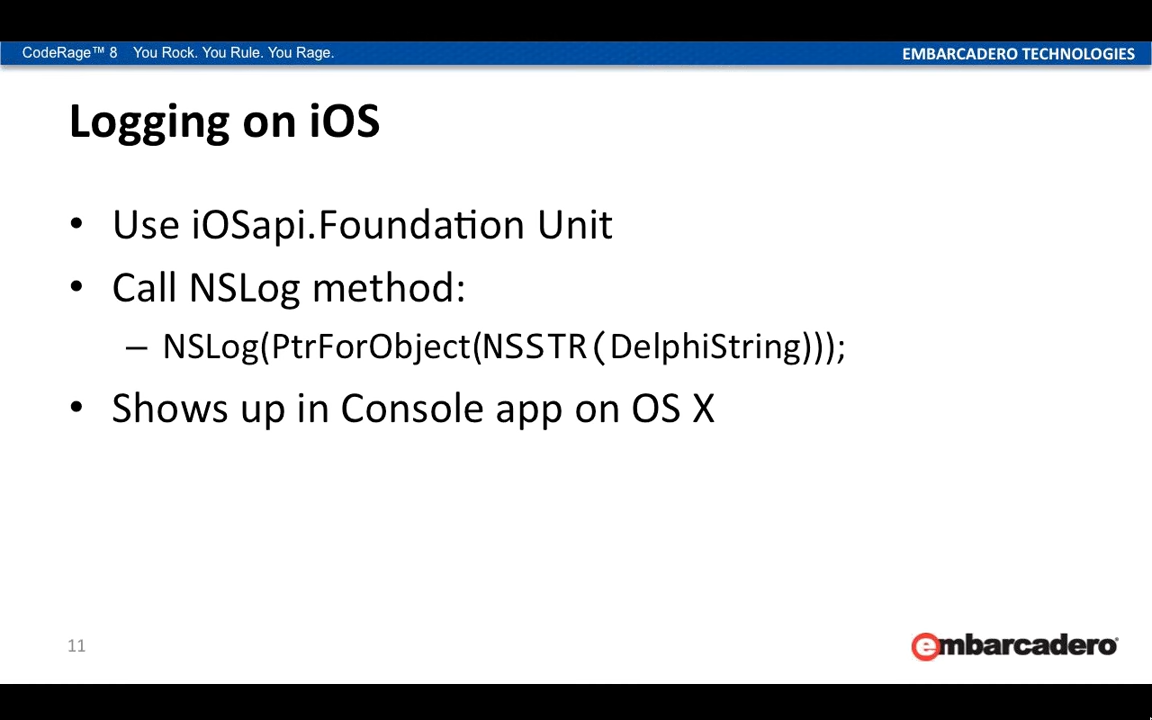 CodeRage™ 8 You Rock. You Rule. You Rage.
EMBARCADERO TECHNOLOGIES
Logging on iOS
• Use iOSapi.Foundation Unit
• Call NSLog method:
– NSLog(PtrForObject(NSSTR(DelphiString)));
• Shows up in Console app on OS X
11
embarcadero®